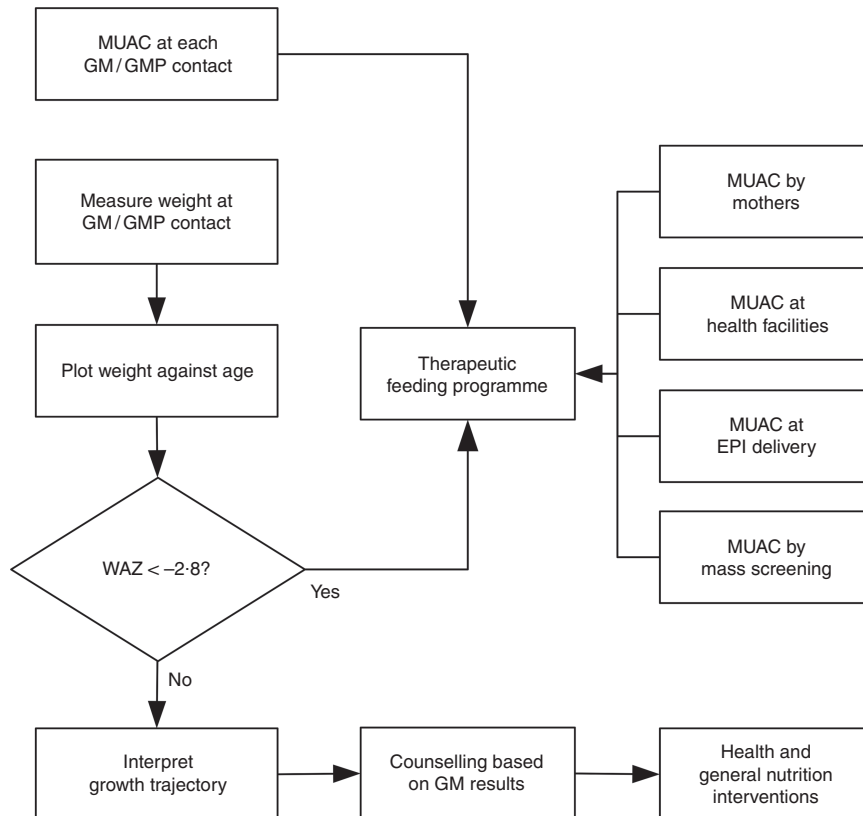 MUAC at each
GM/GMP contact
Measure weight at
GM/GMP contact
Plot weight against age
WAZ < –2·8?
Yes
No
Interpret
growth trajectory
Counselling based
on GM results
Health and
general nutrition
interventions
Therapeutic
feeding programme
MUAC by
mothers
MUAC at
health facilities
MUAC at
EPI delivery
MUAC by
mass screening